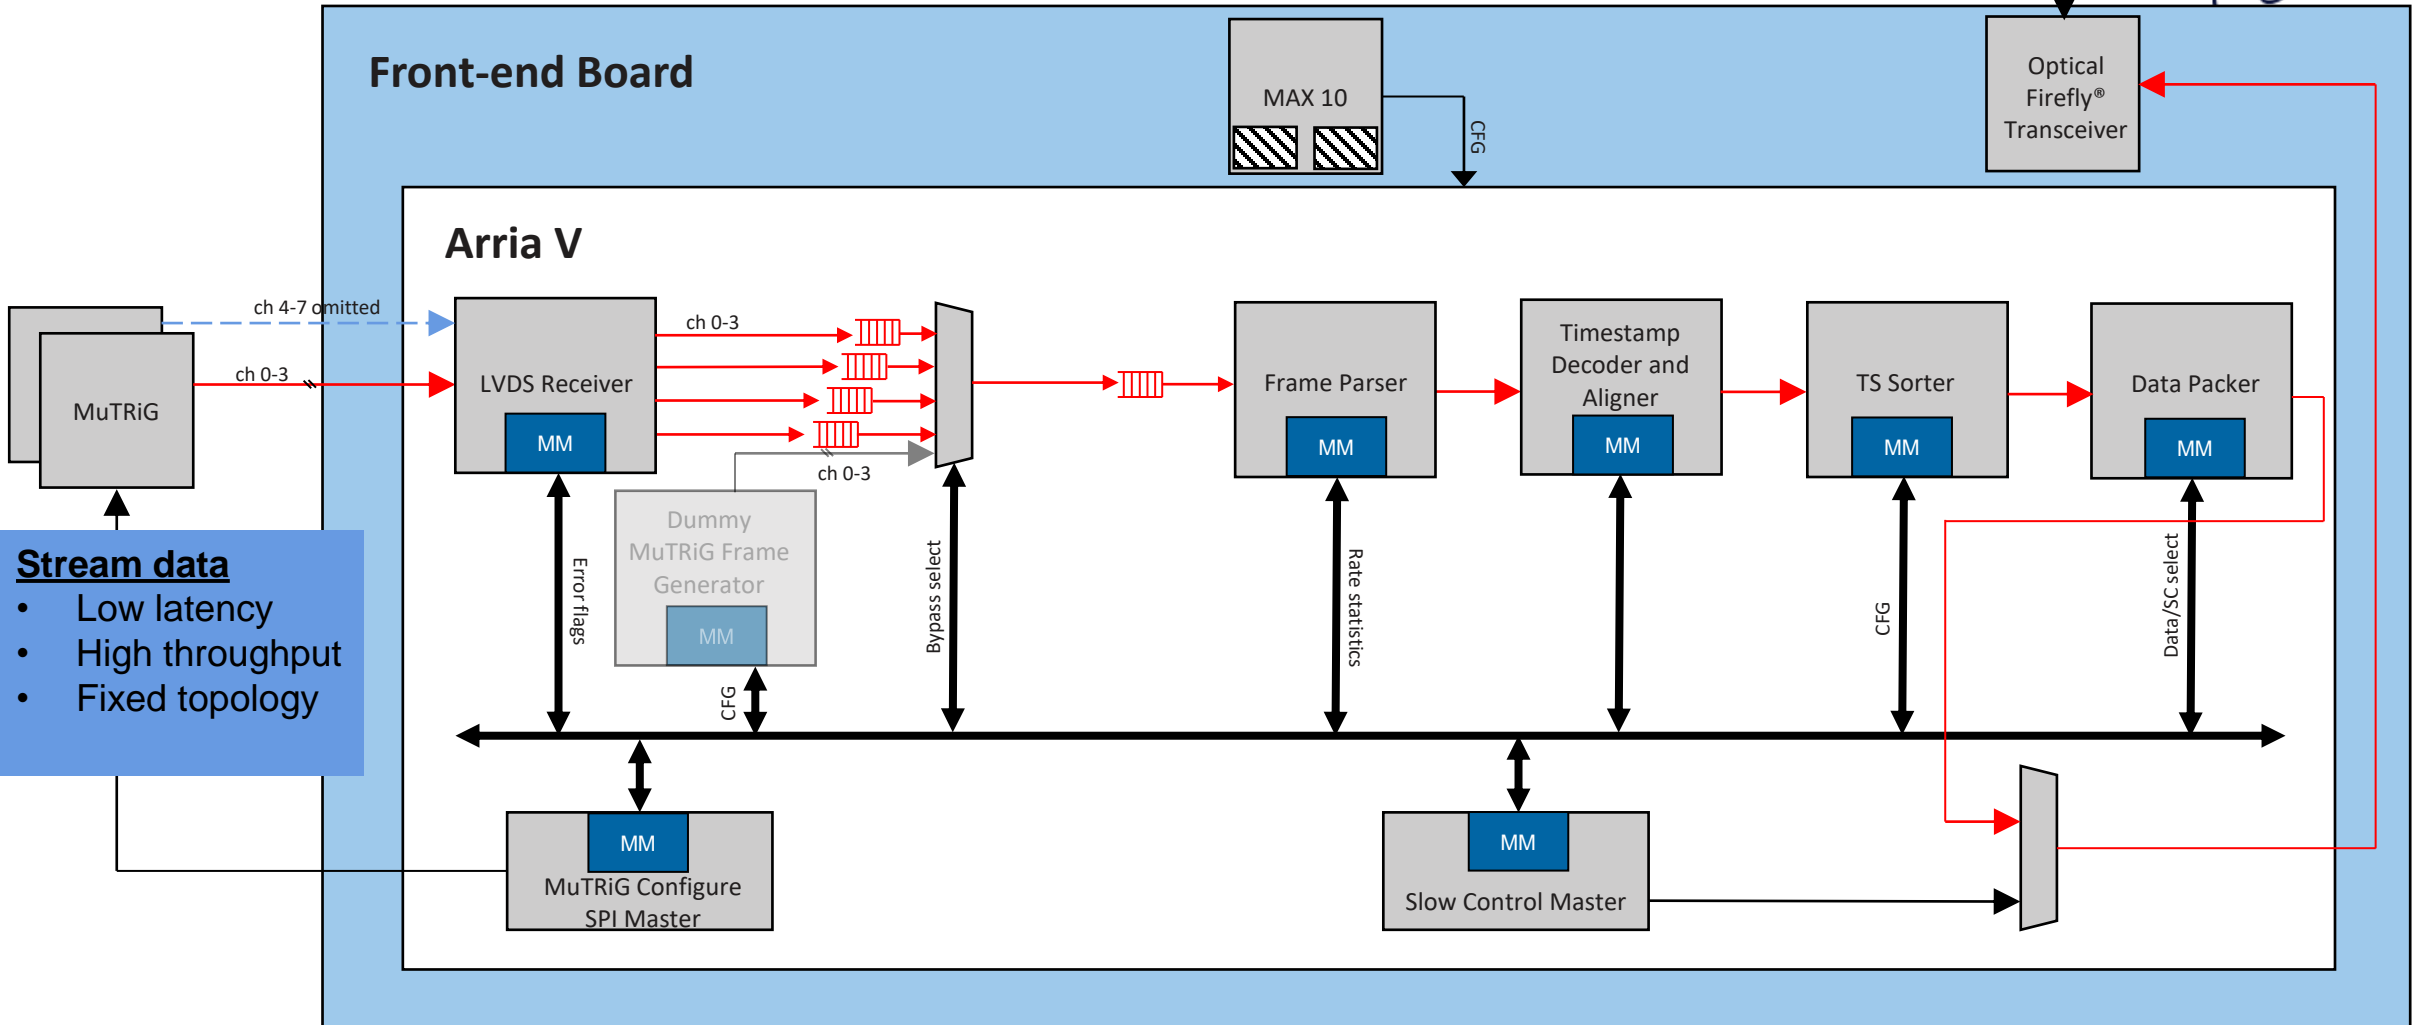 Front-end Board
MAX 10
CFG
Optical
Firefly®
Transceiver
Arria V
ch 4-7 omitted
ch 0-3
MuTRiG
LVDS Receiver
MM
ch 0-3
ch 0-3
Dummy
MuTRiG Frame
Generator
MM
Frame Parser
MM
Timestamp
Decoder and
Aligner
MM
TS Sorter
MM
Data Packer
MM
Error flags
CFG
Bypass select
Rate statistics
CFG
Data/SC select
Stream data
• Low latency
• High throughput
• Fixed topology
MM
MuTRiG Configure
SPI Master
MM
Slow Control Master